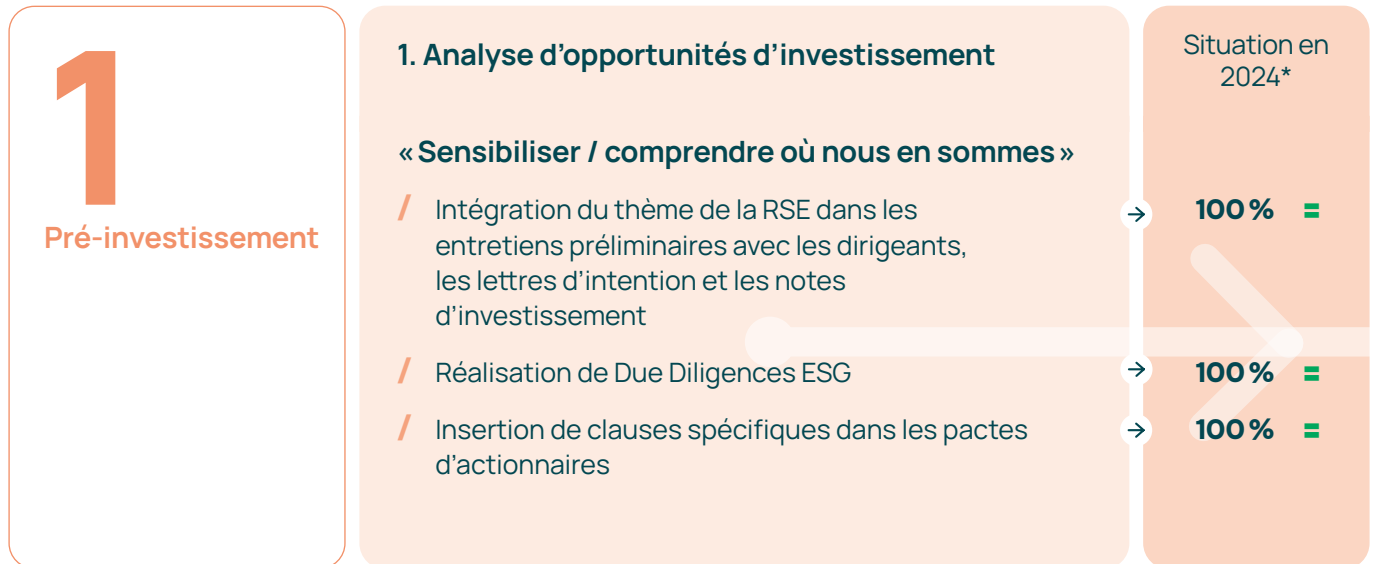 1
Pré-investissement
1. Analyse d’opportunités d’investissement
« Sensibiliser / comprendre où nous en sommes »
/ Intégration du thème de la RSE dans les
entretiens préliminaires avec les dirigeants,
les lettres d’intention et les notes
d’investissement
/ Réalisation de Due Diligences ESG
/ Insertion de clauses spécifiques dans les pactes
d’actionnaires
Situation en
2024*
→ 100 % =
→ 100 % =
→ 100 % =